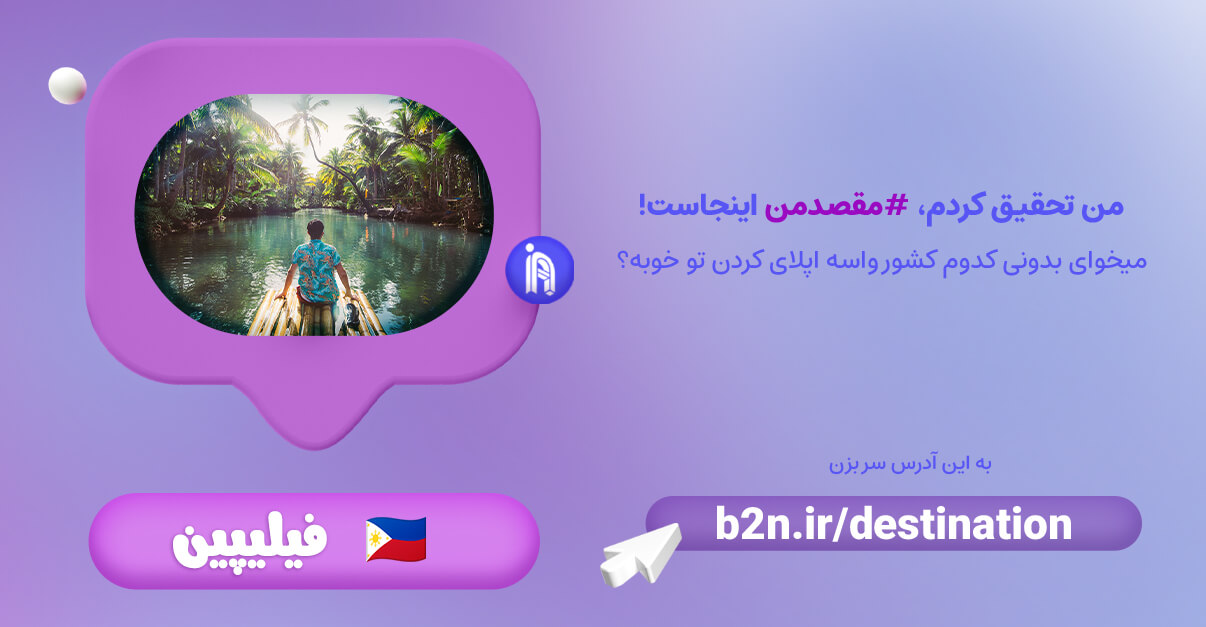 من تحقیق کردم، #مقصدمن اینجاست!
میخوای بدونی کدوم کشور واسه اپلای کردن تو خوبه؟
به این آدرس سر بزن
b2n.ir/destination
فیلیپین